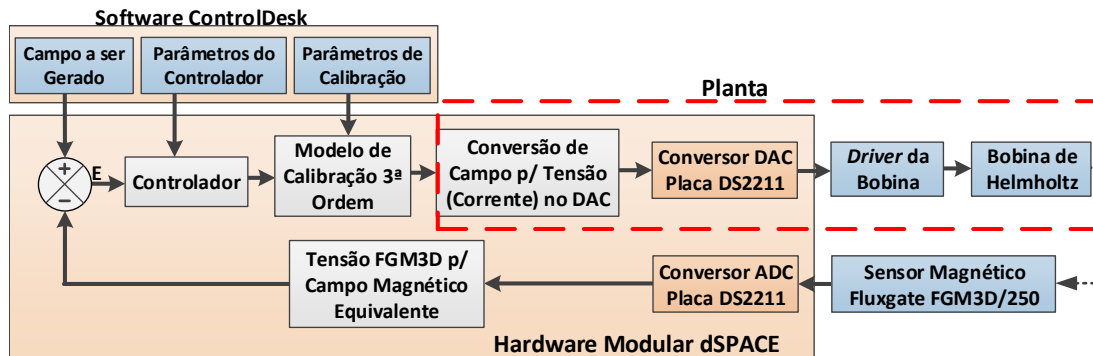 Software ControlDesk
Campo a ser
Gerado
Parâmetros do
Controlador
Parâmetros de
Calibração
Planta
+
−
E
Controlador
Modelo de
Calibração 3ª
Ordem
Conversão de
Campo p/ Tensão
(Corrente) no DAC
Conversor DAC
Placa DS2211
Driver da
Bobina
Bobina de
Helmholtz
Tensão FGM3D p/
Campo Magnético
Equivalente
Conversor ADC
Placa DS2211
Sensor Magnético
Fluxgate FGM3D/250
Hardware Modular dSPACE